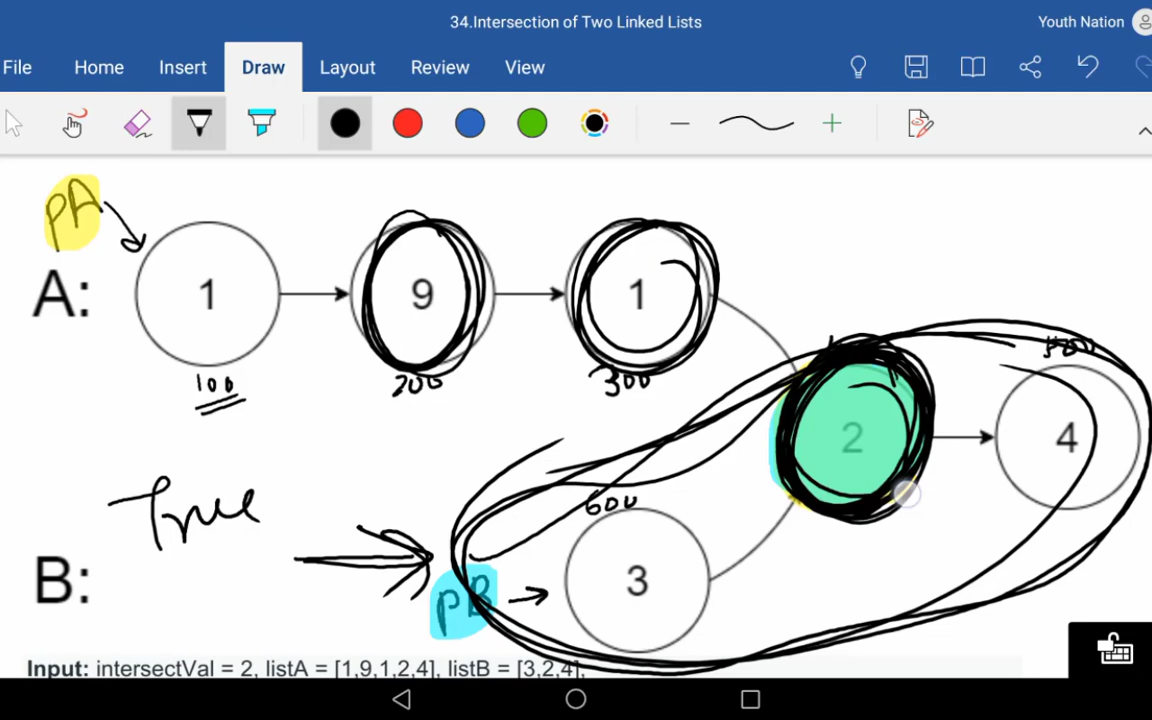 34.Intersection of Two Linked Lists
Youth Nation
File Home Insert Draw Layout Review View
pA
A: 1 9 1
100 200 300
2 4
600
True
B: pB 3
Input: intersectVal = 2, listA = [1,9,1,2,4], listB = [3,2,4],